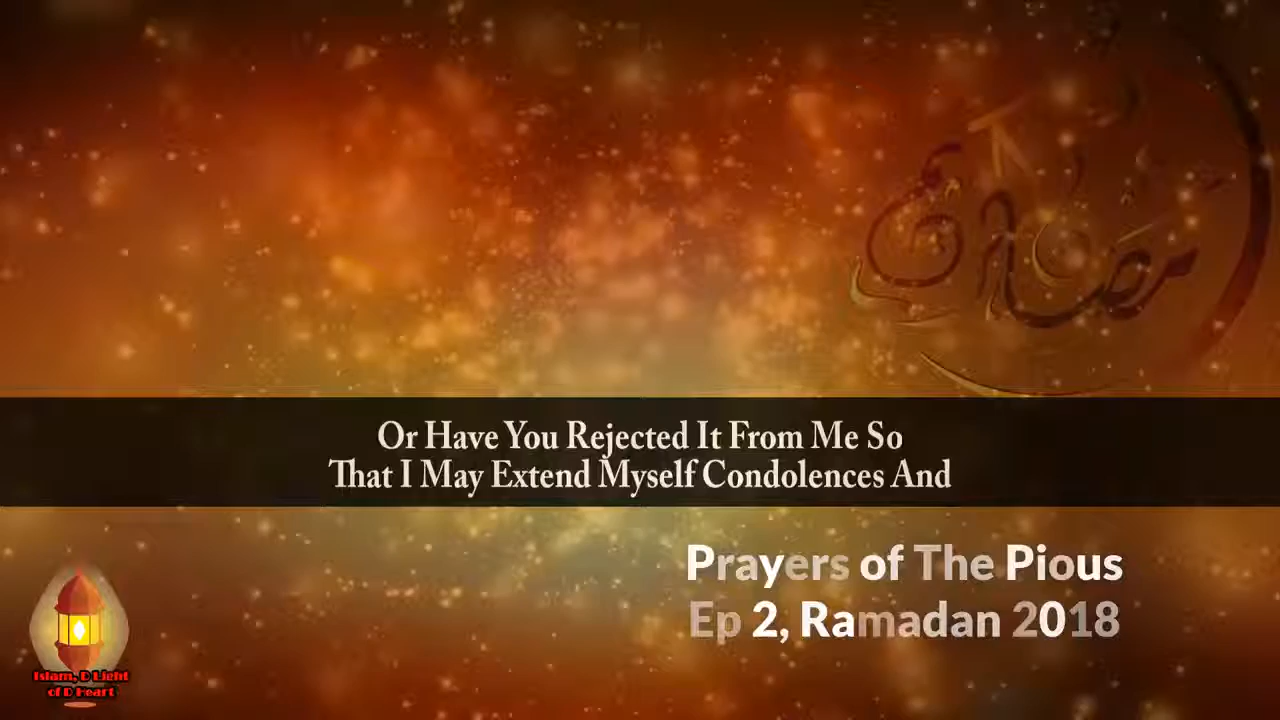 Or Have You Rejected It From Me So
That I May Extend Myself Condolences And
Prayers of The Pious
Ep 2, Ramadan 2018
Islam, D Light
of D Heart